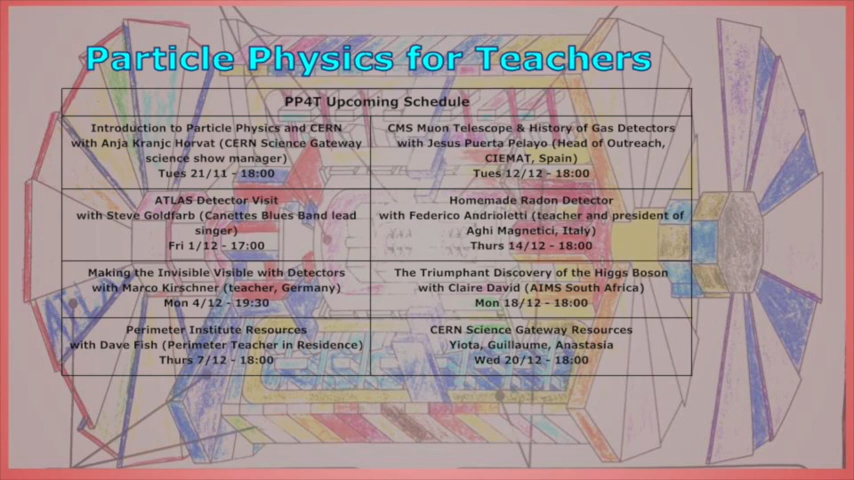 Particle Physics for Teachers
PP4T Upcoming Schedule
Introduction to Particle Physics and CERN
with Anja Kranjc Horvat (CERN Science Gateway
science show manager)
Tues 21/11 - 18:00
CMS Muon Telescope & History of Gas Detectors
with Jesus Puerta Pelayo (Head of Outreach,
CIEMAT, Spain)
Tues 12/12 - 18:00
ATLAS Detector Visit
with Steve Goldfarb (Canettes Blues Band lead
singer)
Fri 1/12 - 17:00
Homemade Radon Detector
with Federico Andrioletti (teacher and president of
Aghi Magnetici, Italy)
Thurs 14/12 - 18:00
Making the Invisible Visible with Detectors
with Marco Kirschner (teacher, Germany)
Mon 4/12 - 19:30
The Triumphant Discovery of the Higgs Boson
with Claire David (AIMS South Africa)
Mon 18/12 - 18:00
Perimeter Institute Resources
with Dave Fish (Perimeter Teacher in Residence)
Thurs 7/12 - 18:00
CERN Science Gateway Resources
Yiota, Guillaume, Anastasia
Wed 20/12 - 18:00